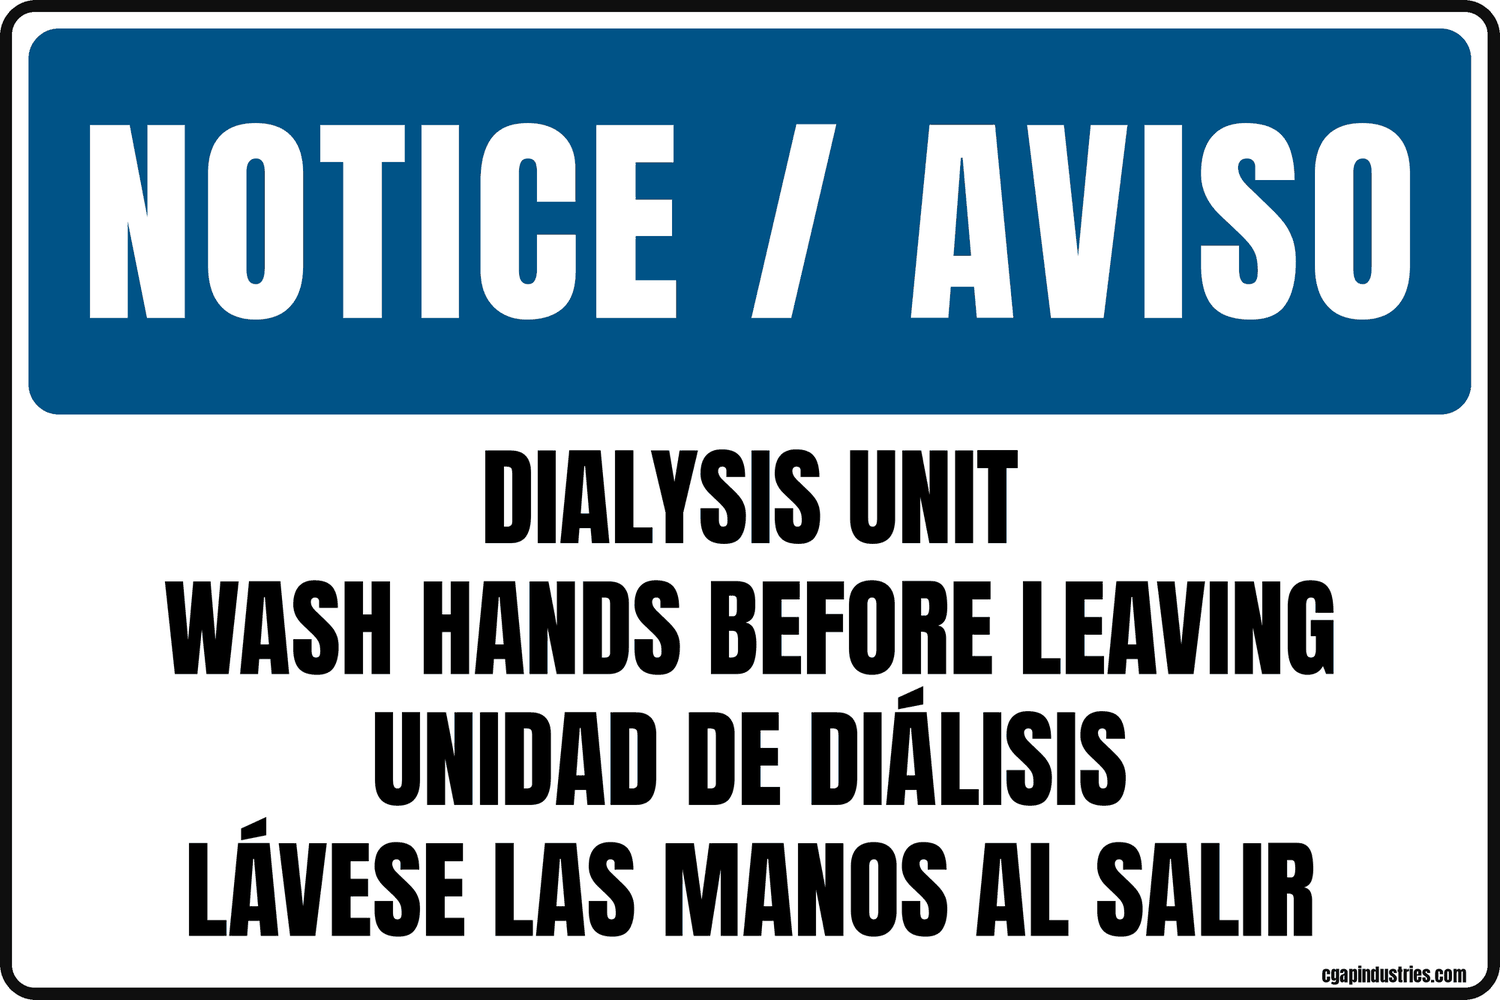 NOTICE / AVISO
DIALYSIS UNIT
WASH HANDS BEFORE LEAVING
UNIDAD DE DIÁLISIS
LÁVESE LAS MANOS AL SALIR
cgapindustries.com